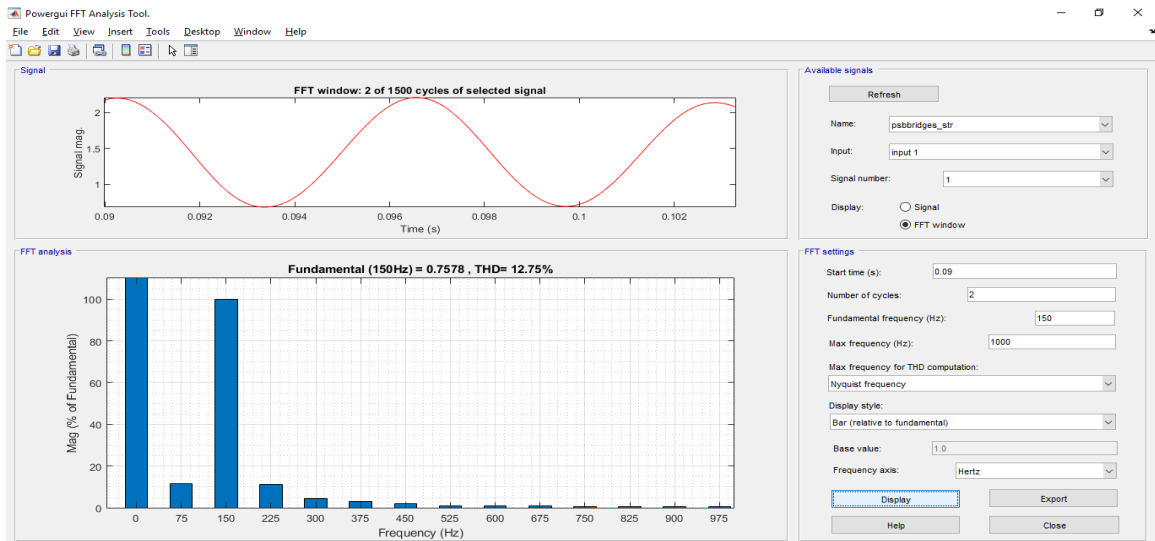 Powergui FFT Analysis Tool.
File Edit View Insert Tools Desktop Window Help
Signal
FFT window: 2 of 1500 cycles of selected signal
Signal mag.
2
1.5
1
0.09 0.092 0.094 0.096 0.098 0.1 0.102
Time (s)
FFT analysis
Fundamental (150Hz) = 0.7578 , THD= 12.75%
Mag (% of Fundamental)
100
80
60
40
20
0
0 75 150 225 300 375 450 525 600 675 750 825 900 975
Frequency (Hz)
Available signals
Refresh
Name: psbbridges_str
Input: input 1
Signal number: 1
Display: Signal
FFT window
FFT settings
Start time (s): 0.09
Number of cycles: 2
Fundamental frequency (Hz): 150
Max frequency (Hz): 1000
Max frequency for THD computation:
Nyquist frequency
Display style:
Bar (relative to fundamental)
Base value: 1.0
Frequency axis: Hertz
Display Export
Help Close